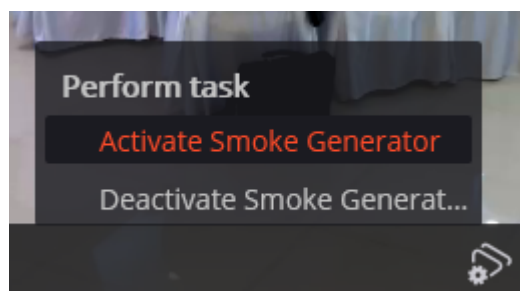 Perform task
Activate Smoke Generator
Deactivate Smoke Generat...